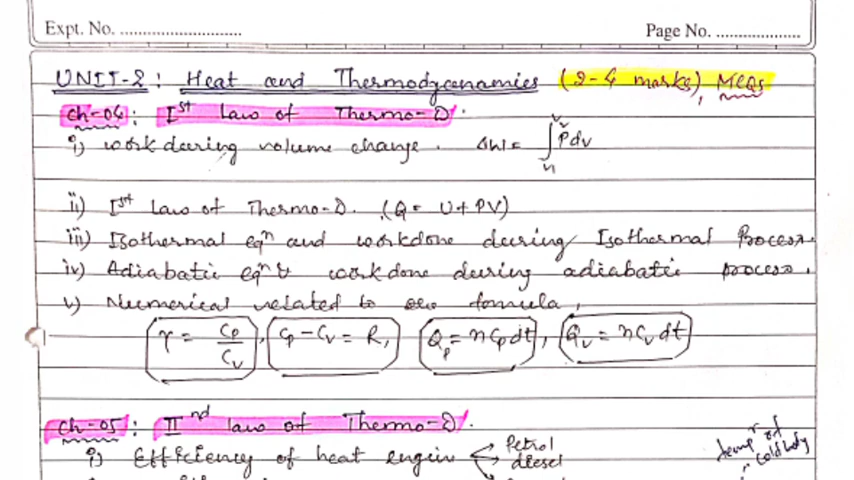 Expt. No. ................................
Page No. .....................
UNIT-2: Heat and Thermodynamics (2-4 marks), MCQs
Ch-04: Ist law of Thermo-D.
i) work during volume change. ΔW = ∫ Pdv
ii) Ist Law of Thermo-D. (Q = U + PV)
iii) Isothermal eqn and workdone during Isothermal Process.
iv) Adiabatic eqn & workdone during adiabatic process.
v) Numerical related to formula,
γ = Cp/Cv, Cp - Cv = R, Qp = nCpdt, Qv = nCvdt
Ch-05: IInd law of Thermo-D.
i) Efficiency of heat engin
Petrol
diesel
tempr of
cold body